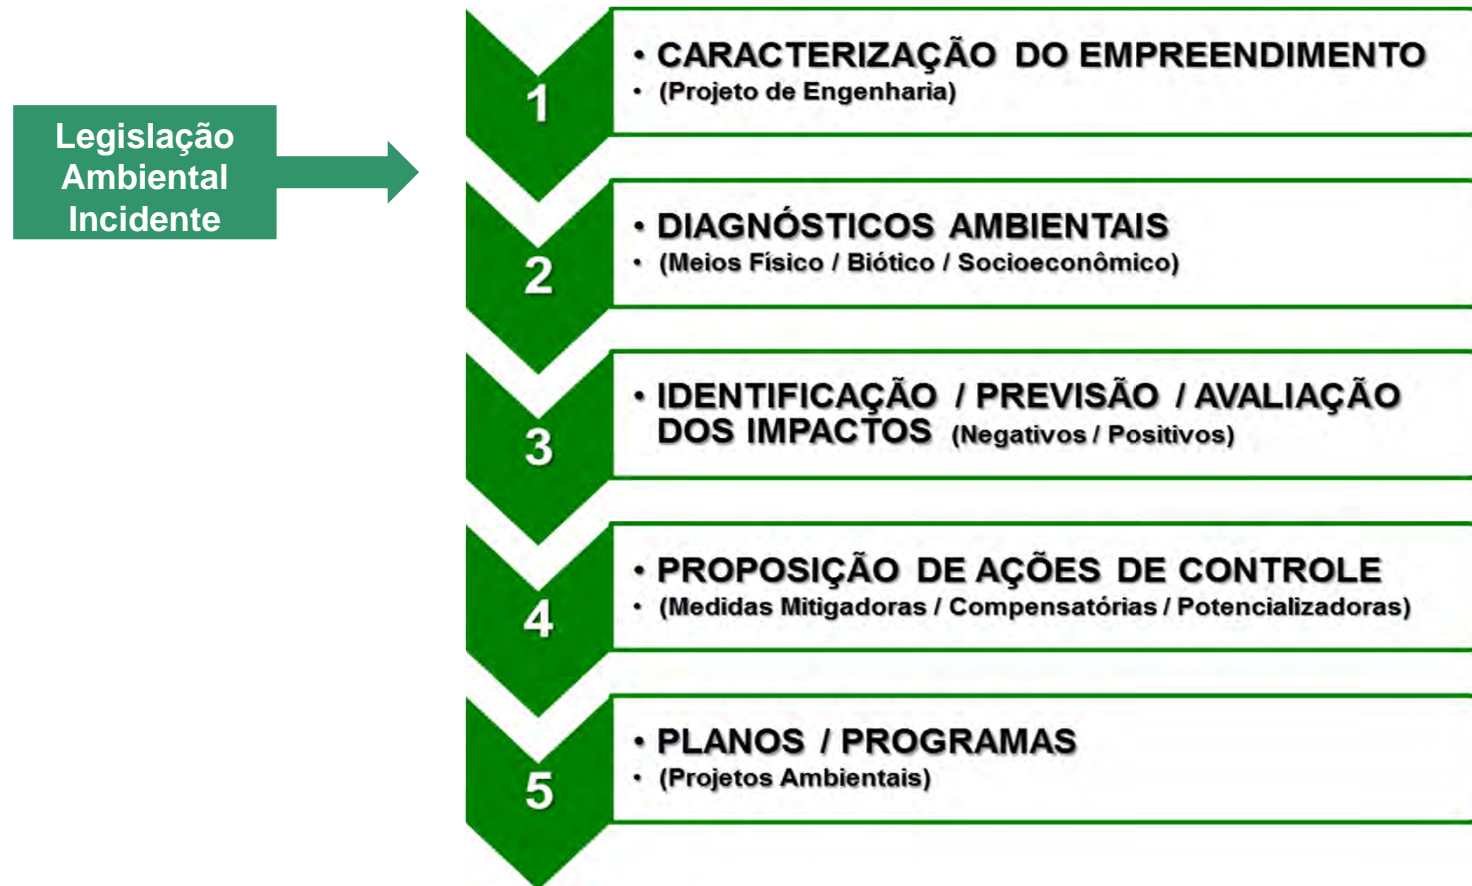 Legislação
Ambiental
Incidente
1
• CARACTERIZAÇÃO DO EMPREENDIMENTO
• (Projeto de Engenharia)
2
• DIAGNÓSTICOS AMBIENTAIS
• (Meios Físico / Biótico / Socioeconômico)
3
• IDENTIFICAÇÃO / PREVISÃO / AVALIAÇÃO
DOS IMPACTOS (Negativos / Positivos)
4
• PROPOSIÇÃO DE AÇÕES DE CONTROLE
• (Medidas Mitigadoras / Compensatórias / Potencializadoras)
5
• PLANOS / PROGRAMAS
• (Projetos Ambientais)